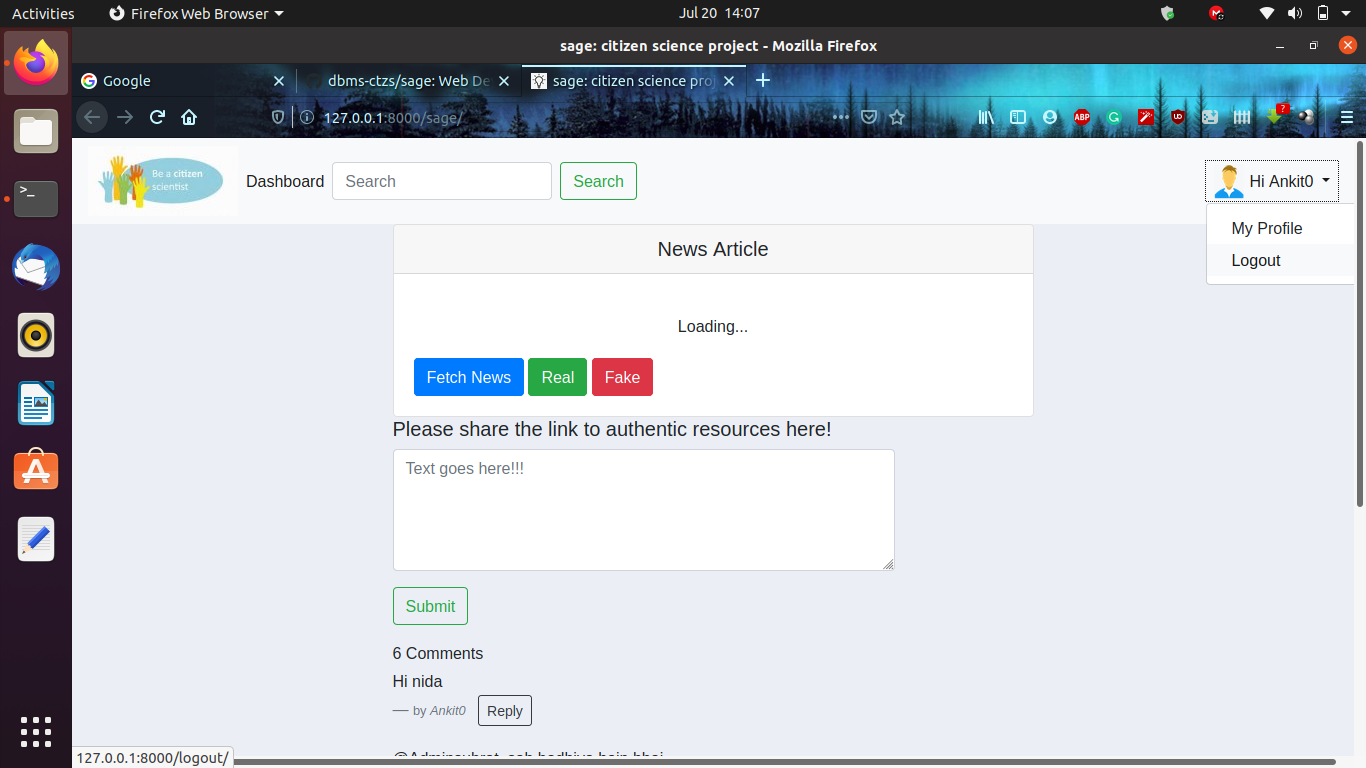 Activities Firefox Web Browser Jul 20 14:07
sage: citizen science project - Mozilla Firefox
Google dbms-ctzs/sage: Web De sage: citizen science pro
127.0.0.1:8000/sage/
ABP
?
Be a citizen
scientist
Dashboard Search Search Hi Ankit0
My Profile
Logout
News Article
Loading...
Fetch News Real Fake
Please share the link to authentic resources here!
Text goes here!!!
Submit
6 Comments
Hi nida
— by Ankit0 Reply
127.0.0.1:8000/logout/